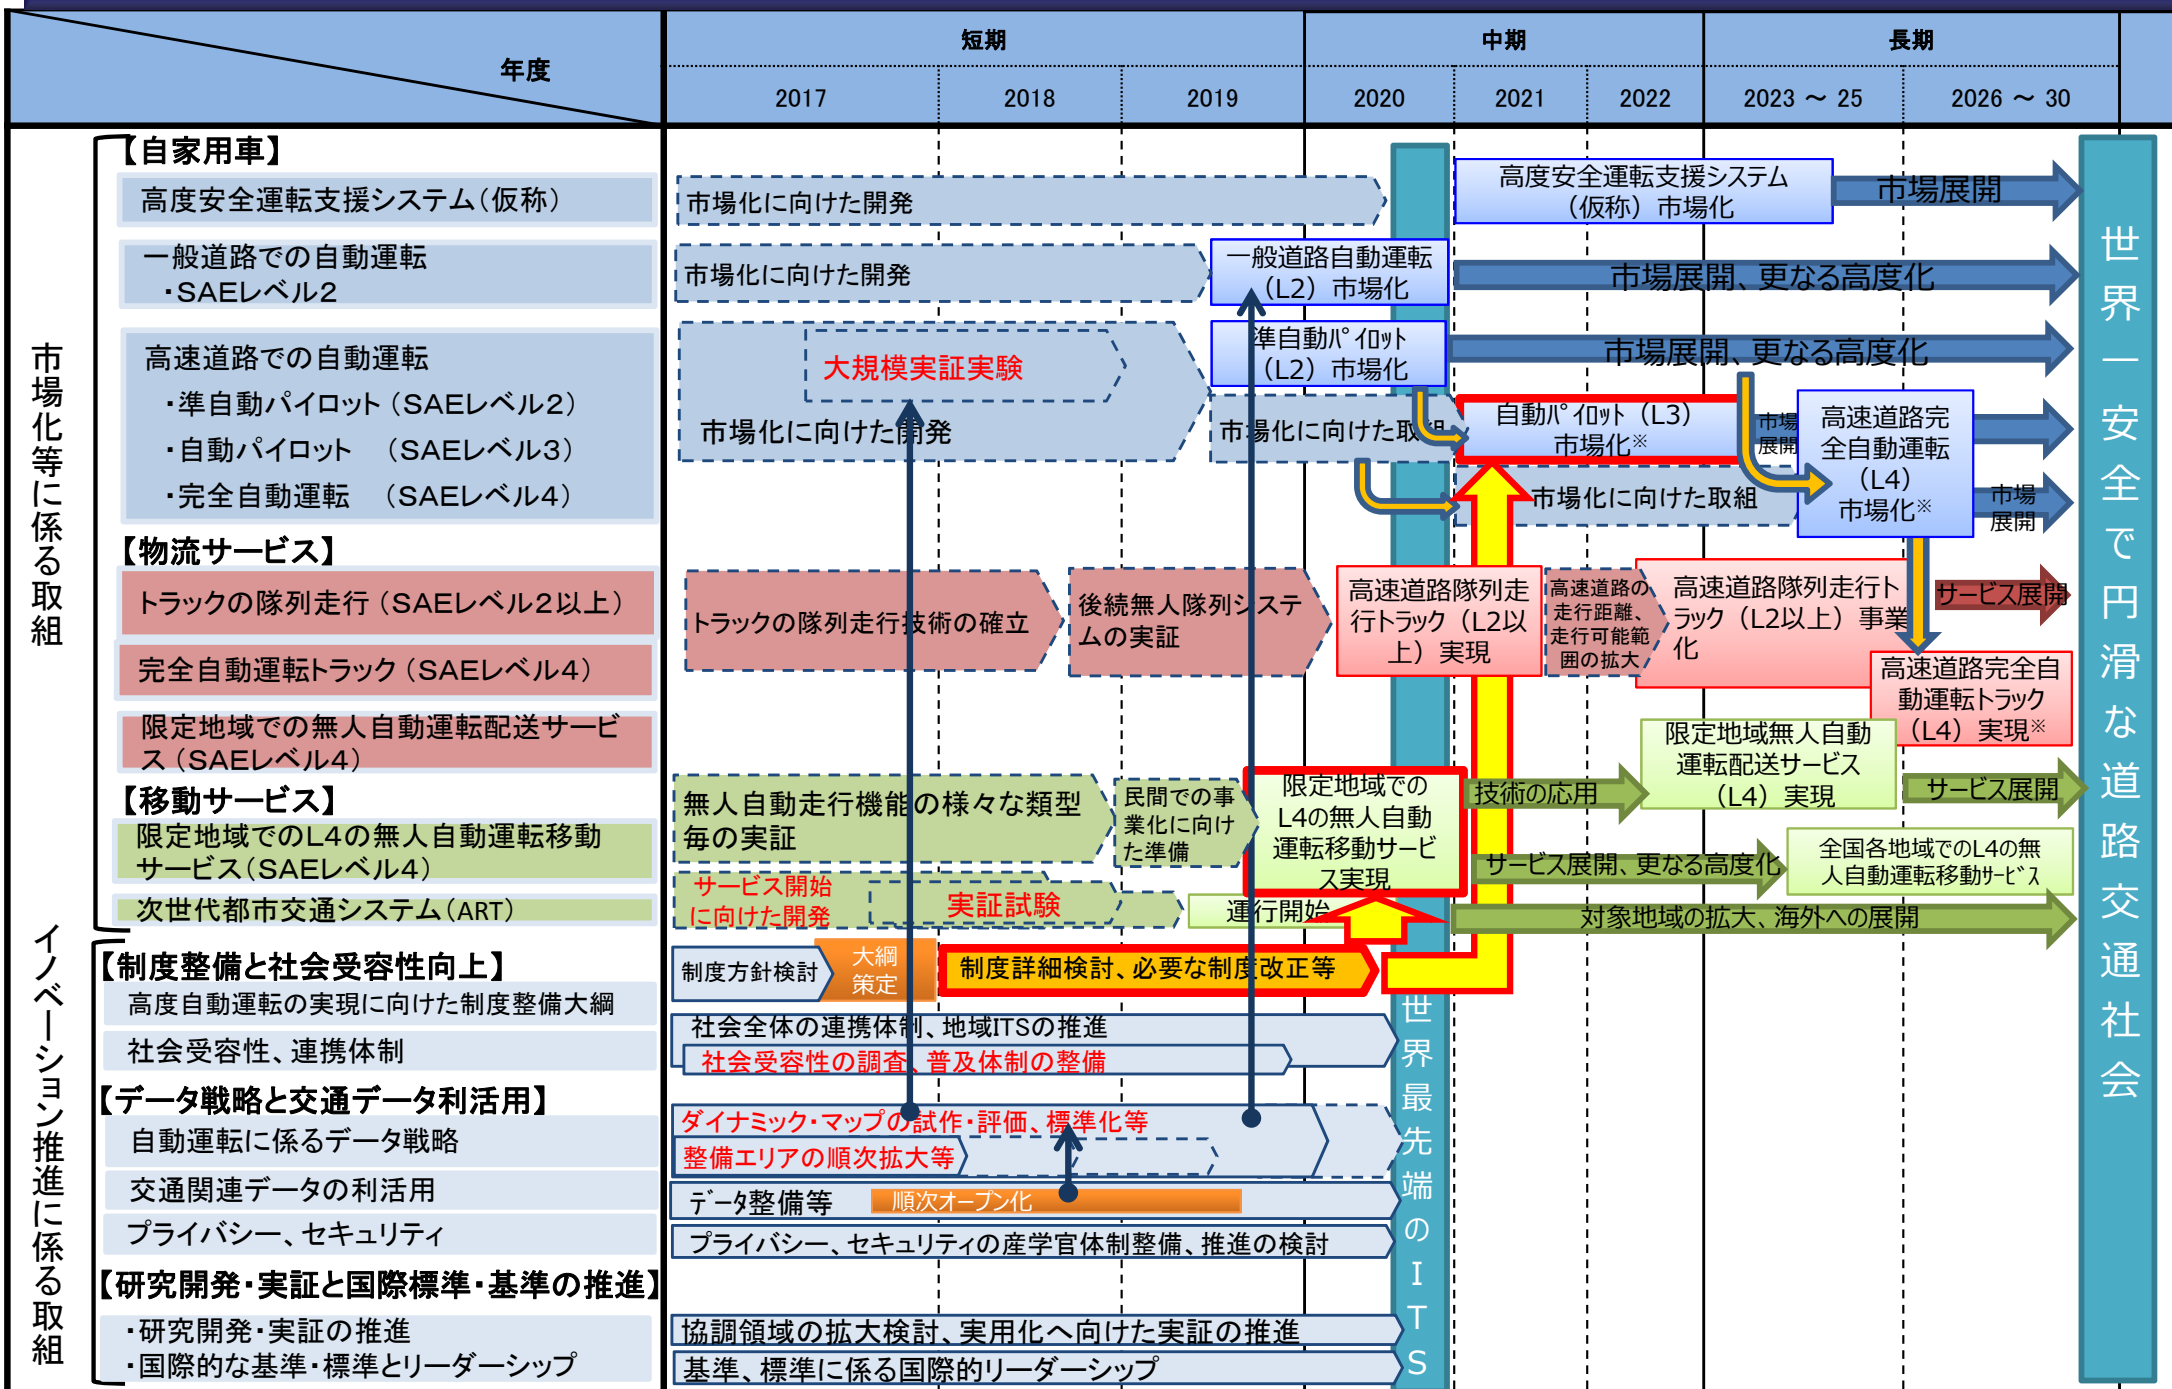 年度
短期
中期
長期
2017
2018
2019
2020
2021
2022
2023 ～ 25
2026 ～ 30
市場化等に係る取組
【自家用車】
高度安全運転支援システム（仮称）
市場化に向けた開発
高度安全運転支援システム
（仮称）市場化
市場展開
一般道路での自動運転
・SAEレベル2
市場化に向けた開発
一般道路自動運転
（L2）市場化
市場展開、更なる高度化
高速道路での自動運転
・準自動パイロット（SAEレベル2）
・自動パイロット （SAEレベル3）
・完全自動運転 （SAEレベル4）
大規模実証実験
市場化に向けた開発
準自動ﾊﾟｲﾛｯﾄ
（L2）市場化
市場展開、更なる高度化
市場化に向けた取組
自動ﾊﾟｲﾛｯﾄ（L3）
市場化※
市場
展開
高速道路完
全自動運転
（L4）
市場化※
市場化に向けた取組
市場
展開
【物流サービス】
トラックの隊列走行（SAEレベル2以上）
完全自動運転トラック（SAEレベル4）
限定地域での無人自動運転配送サービ
ス（SAEレベル4）
トラックの隊列走行技術の確立
後続無人隊列システ
ムの実証
高速道路隊列走
行トラック（L2以
上）実現
高速道路の
走行距離、
走行可能範
囲の拡大
高速道路隊列走行ト
ラック（L2以上）事業
化
サービス展開
高速道路完全自
動運転トラック
（L4）実現※
限定地域無人自動
運転配送サービス
（L4）実現
技術の応用
サービス展開
【移動サービス】
限定地域でのL4の無人自動運転移動
サービス(SAEレベル4)
次世代都市交通システム(ART)
無人自動走行機能の様々な類型
毎の実証
民間での事
業化に向け
た準備
限定地域での
L4の無人自動
運転移動サービ
ス実現
サービス展開、更なる高度化
全国各地域でのL4の無
人自動運転移動ｻｰﾋﾞｽ
サービス開始
に向けた開発
実証試験
運行開始
対象地域の拡大、海外への展開
イノベーション推進に係る取組
【制度整備と社会受容性向上】
高度自動運転の実現に向けた制度整備大綱
社会受容性、連携体制
制度方針検討
大綱
策定
制度詳細検討、必要な制度改正等
社会全体の連携体制、地域ITSの推進
社会受容性の調査、普及体制の整備
【データ戦略と交通データ利活用】
自動運転に係るデータ戦略
交通関連データの利活用
プライバシー、セキュリティ
ダイナミック・マップの試作・評価、標準化等
整備エリアの順次拡大等
ﾃﾞｰﾀ整備等
順次オープン化
プライバシー、セキュリティの産学官体制整備、推進の検討
【研究開発・実証と国際標準・基準の推進】
・研究開発・実証の推進
・国際的な基準・標準とリーダーシップ
協調領域の拡大検討、実用化へ向けた実証の推進
基準、標準に係る国際的リーダーシップ
世界最先端のITS
世界一安全で円滑な道路交通社会